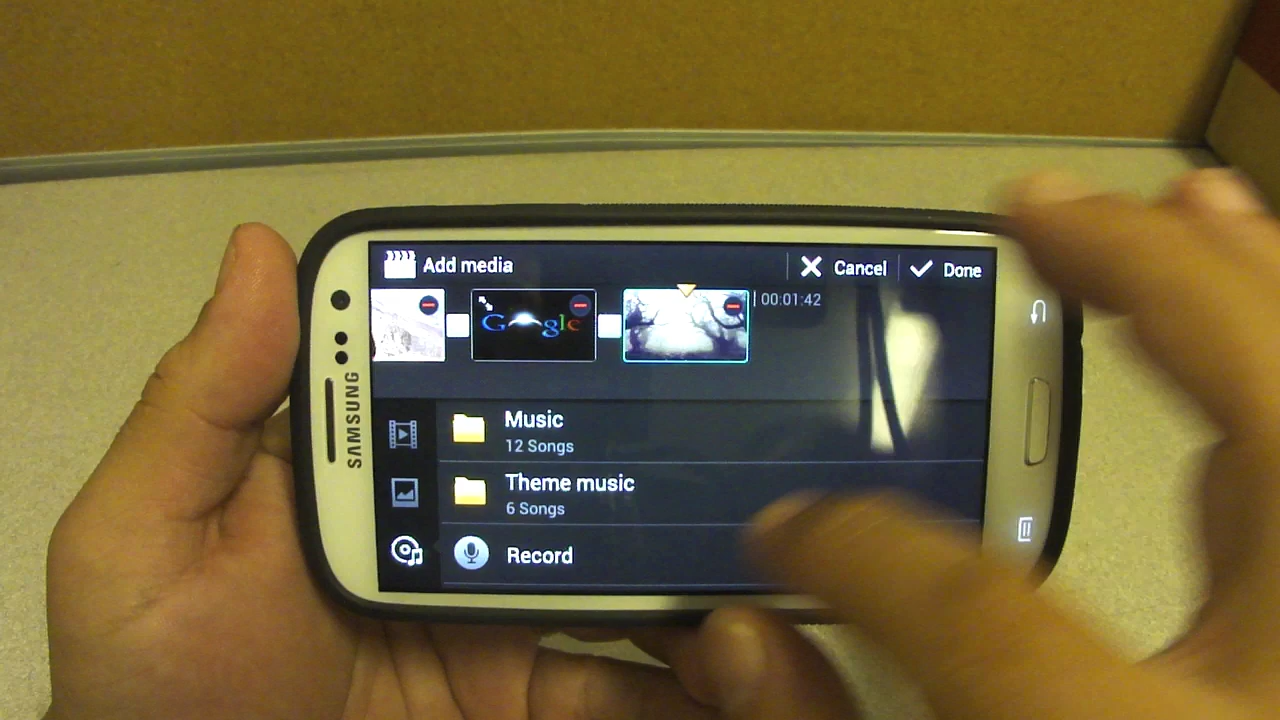 Add media
Cancel
Done
Google
00:01:42
SAMSUNG
Music
12 Songs
Theme music
6 Songs
Record